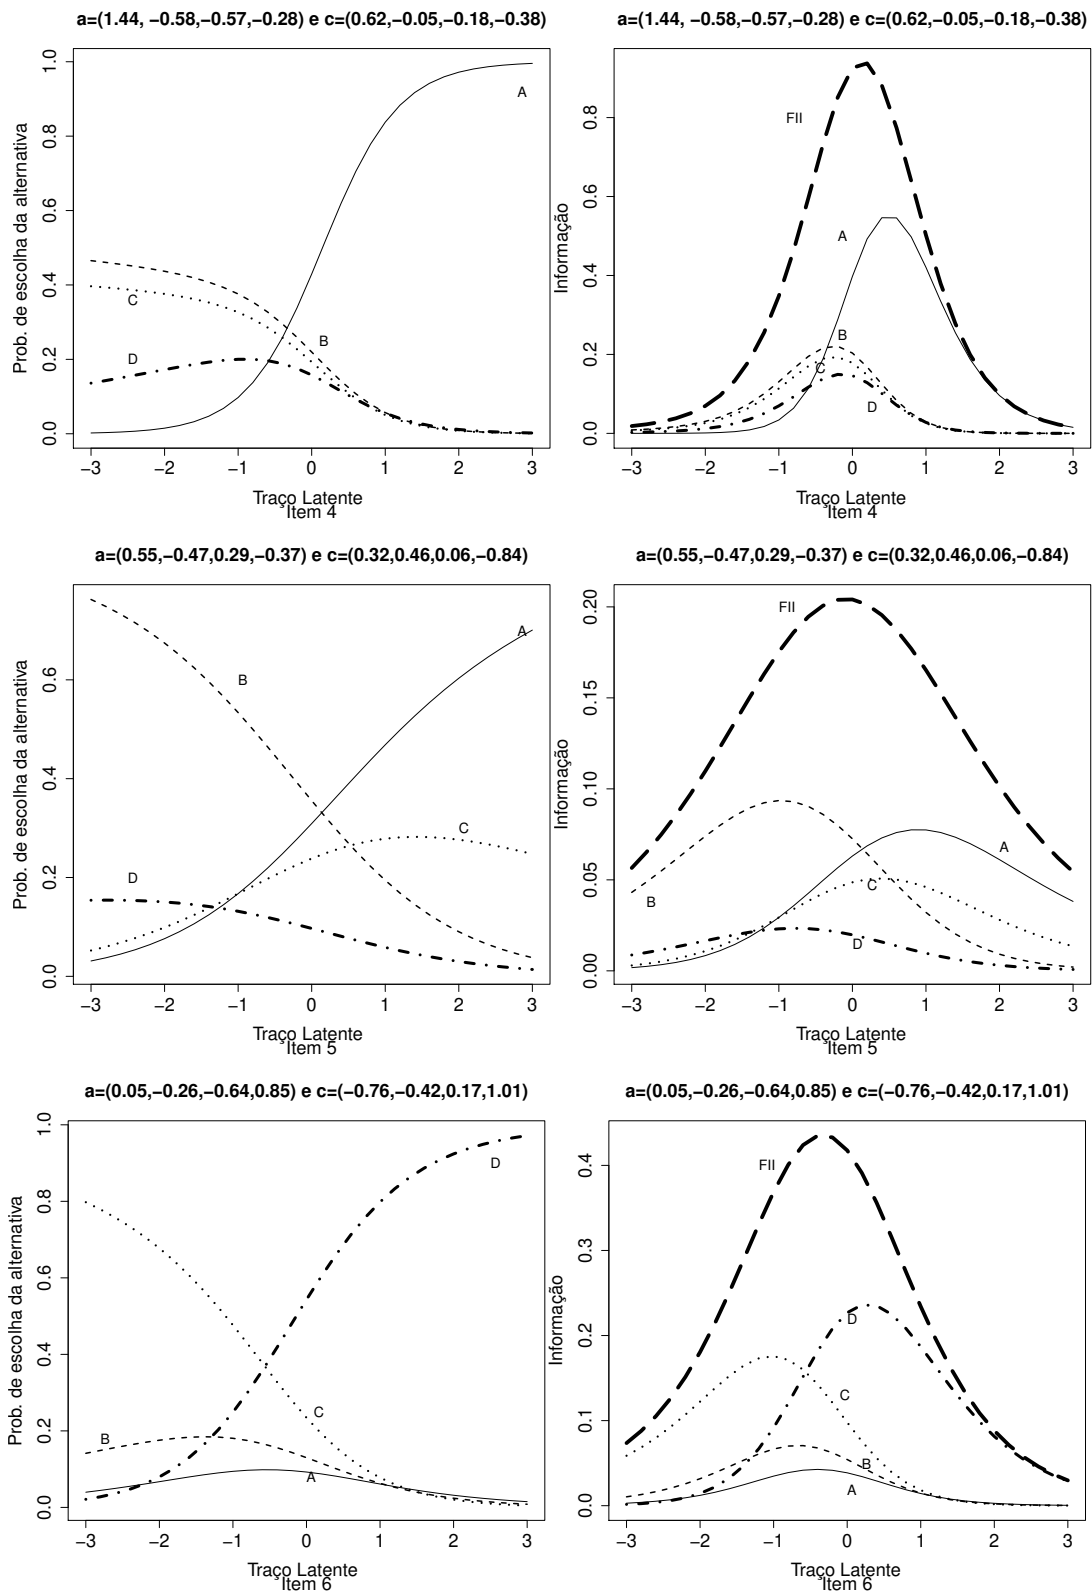 a=(1.44, −0.58,−0.57,−0.28) e c=(0.62,−0.05,−0.18,−0.38)
Prob. de escolha da alternativa
0.0 0.2 0.4 0.6 0.8 1.0
A
B
C
D
−3 −2 −1 0 1 2 3
Traço Latente
Item 4
a=(1.44, −0.58,−0.57,−0.28) e c=(0.62,−0.05,−0.18,−0.38)
Informação
0.0 0.2 0.4 0.6 0.8
FII
A
B
C
D
−3 −2 −1 0 1 2 3
Traço Latente
Item 4
a=(0.55,−0.47,0.29,−0.37) e c=(0.32,0.46,0.06,−0.84)
Prob. de escolha da alternativa
0.0 0.2 0.4 0.6
A
B
C
D
−3 −2 −1 0 1 2 3
Traço Latente
Item 5
a=(0.55,−0.47,0.29,−0.37) e c=(0.32,0.46,0.06,−0.84)
Informação
0.00 0.05 0.10 0.15 0.20
FII
A
C
B
D
−3 −2 −1 0 1 2 3
Traço Latente
Item 5
a=(0.05,−0.26,−0.64,0.85) e c=(−0.76,−0.42,0.17,1.01)
Prob. de escolha da alternativa
0.0 0.2 0.4 0.6 0.8 1.0
D
C
B
A
−3 −2 −1 0 1 2 3
Traço Latente
Item 6
a=(0.05,−0.26,−0.64,0.85) e c=(−0.76,−0.42,0.17,1.01)
Informação
0.0 0.1 0.2 0.3 0.4
FII
D
C
B
A
−3 −2 −1 0 1 2 3
Traço Latente
Item 6